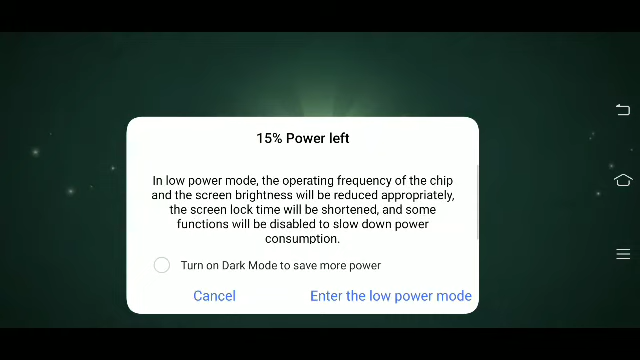 15% Power left
In low power mode, the operating frequency of the chip
and the screen brightness will be reduced appropriately,
the screen lock time will be shortened, and some
functions will be disabled to slow down power
consumption.
Turn on Dark Mode to save more power
Cancel
Enter the low power mode